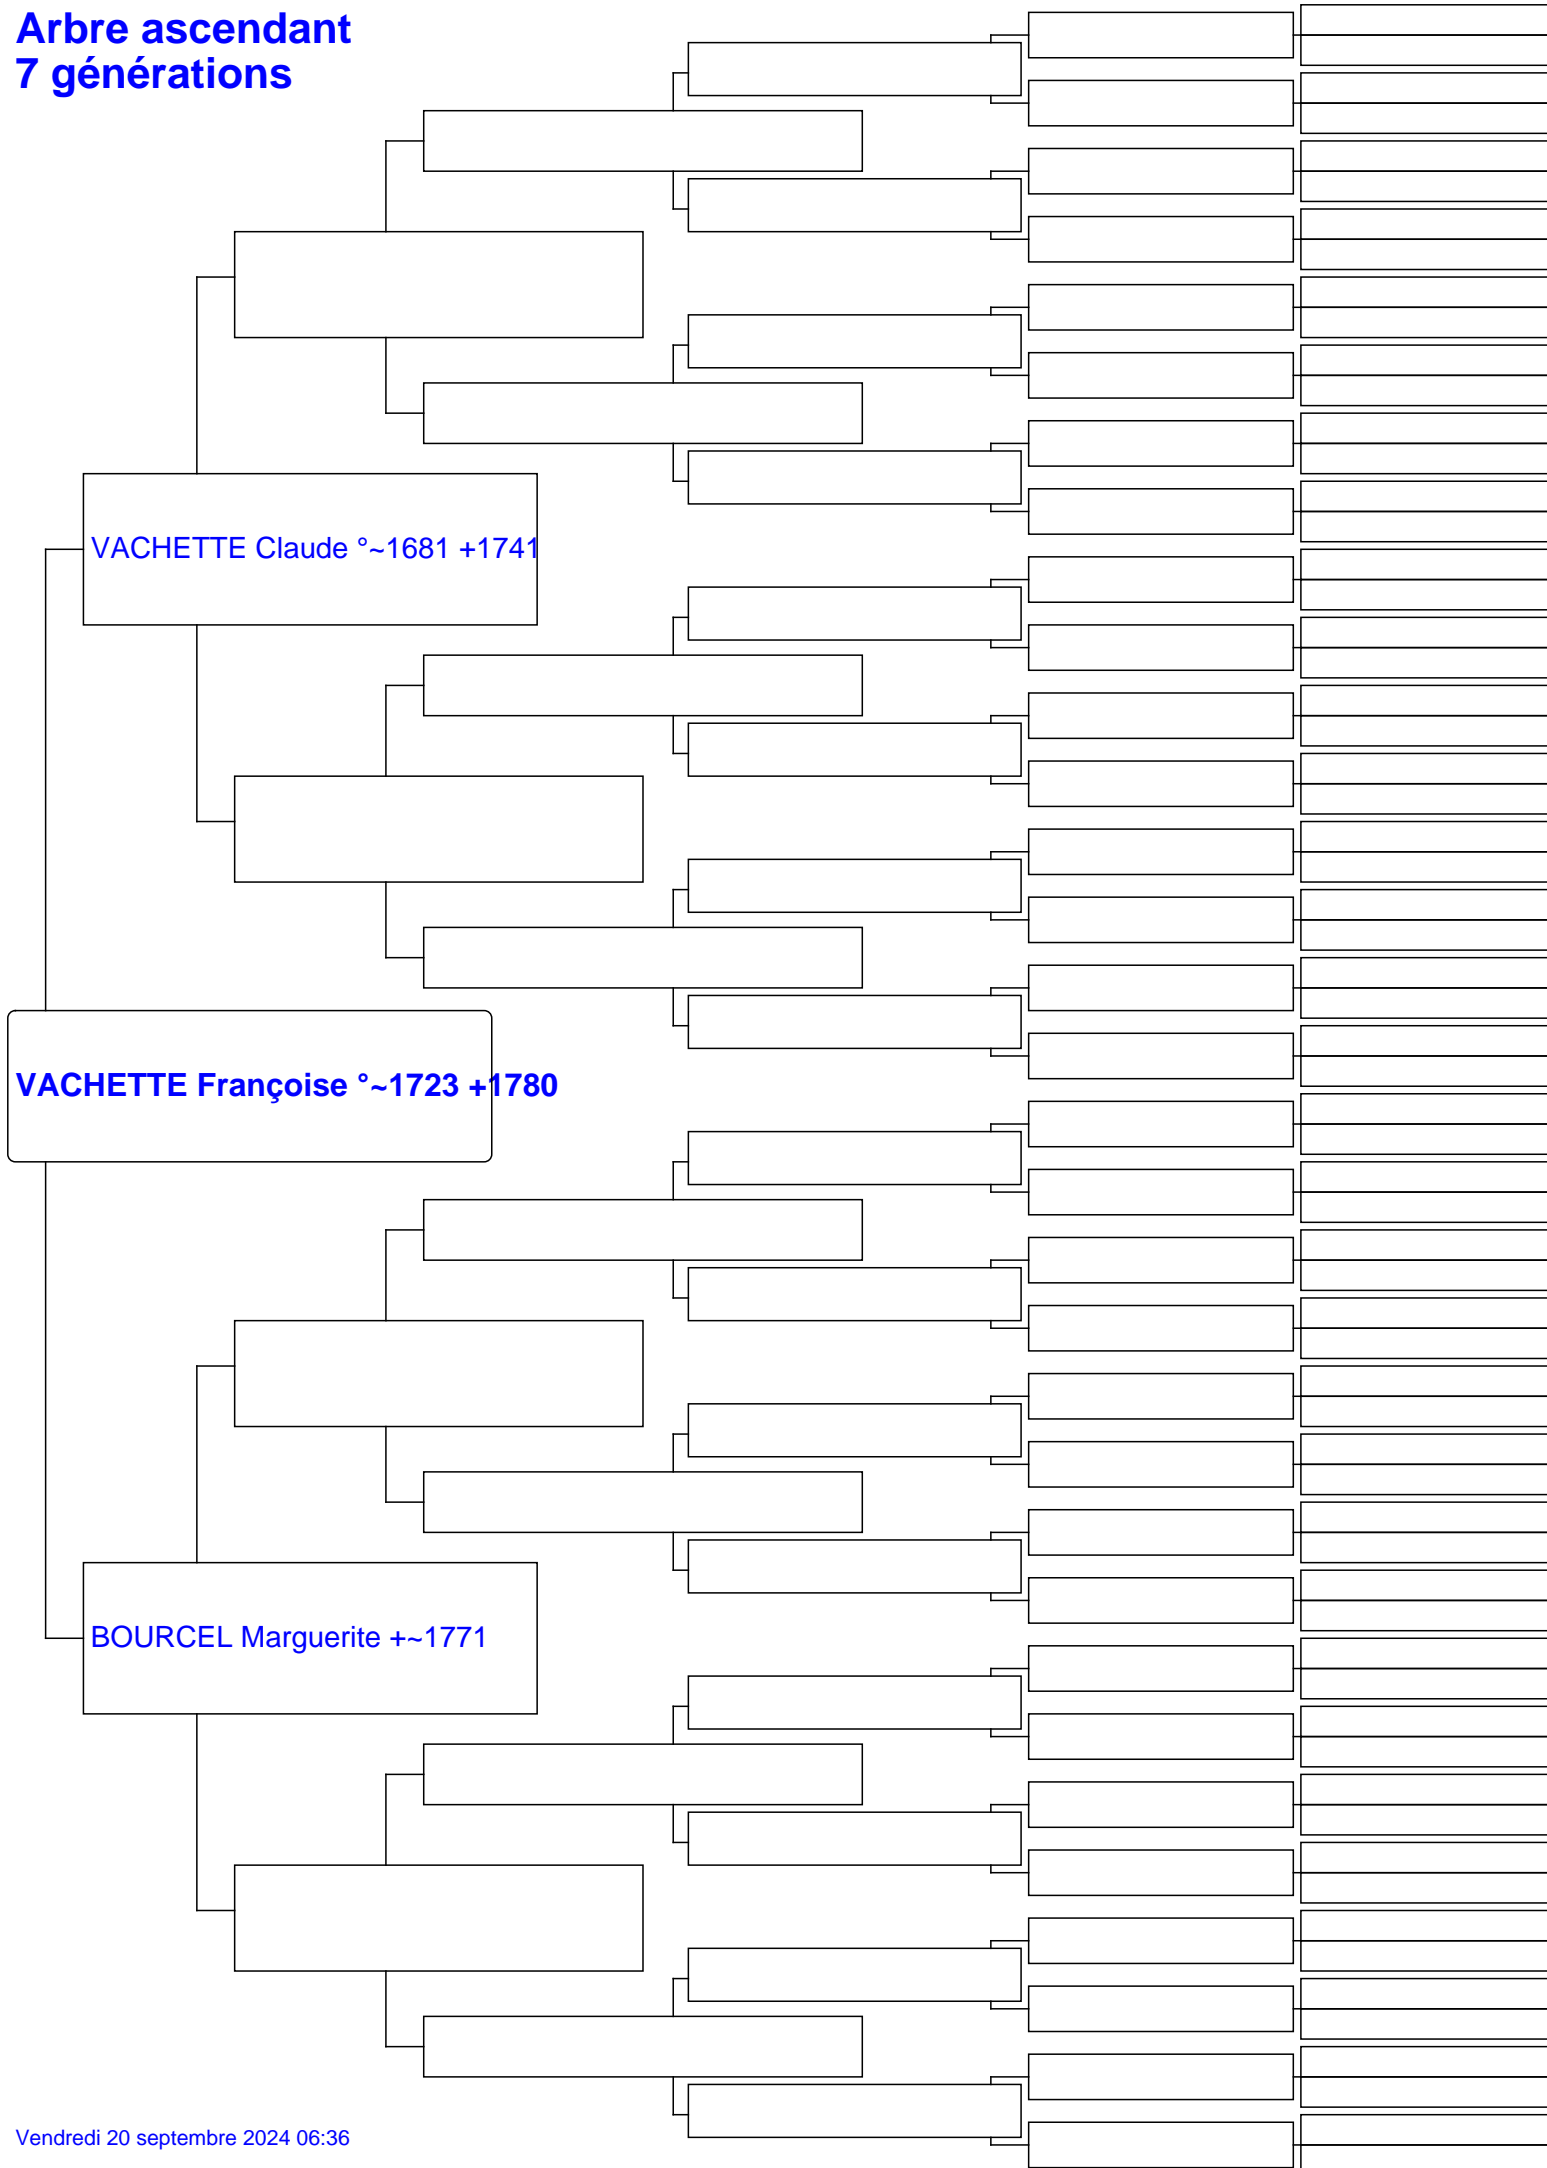 Arbre ascendant
7 générations
VACHETTE Claude °~1681 +1741
VACHETTE Françoise °~1723 +1780
BOURCEL Marguerite +~1771
Vendredi 20 septembre 2024 06:36